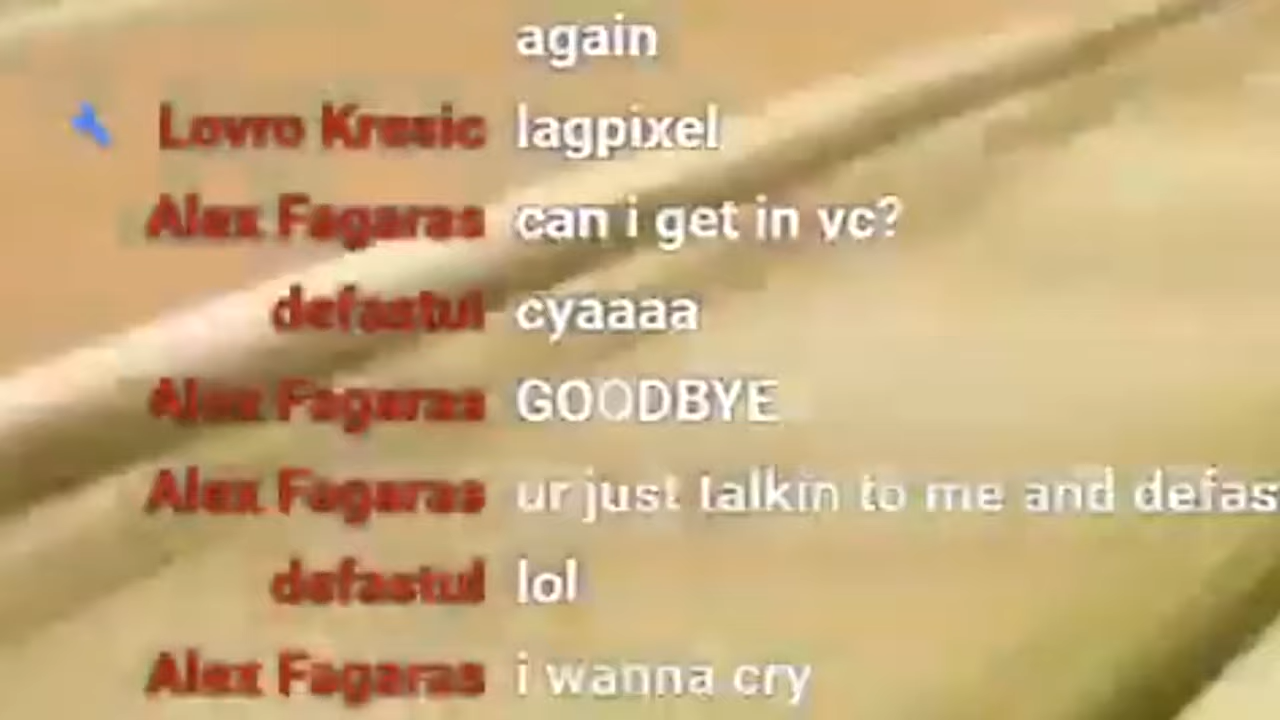 again
Lovro Kresic lagpixel
Alex Fagaras can i get in vc?
defastul cyaaaa
Alex Fagaras GOODBYE
Alex Fagaras ur just talkin to me and defas
defastul lol
Alex Fagaras i wanna cry